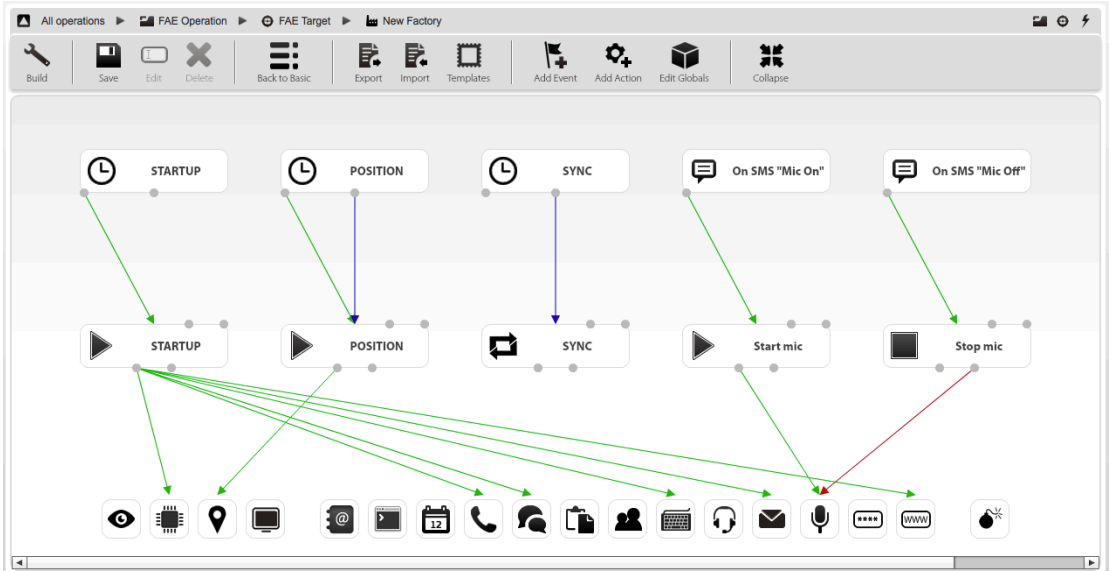 All operations FAE Operation FAE Target New Factory
Build Save Edit Delete Back to Basic Export Import Templates Add Event Add Action Edit Globals Collapse
STARTUP POSITION SYNC On SMS "Mic On" On SMS "Mic Off"
STARTUP POSITION SYNC Start mic Stop mic
@ 12 **** WWW